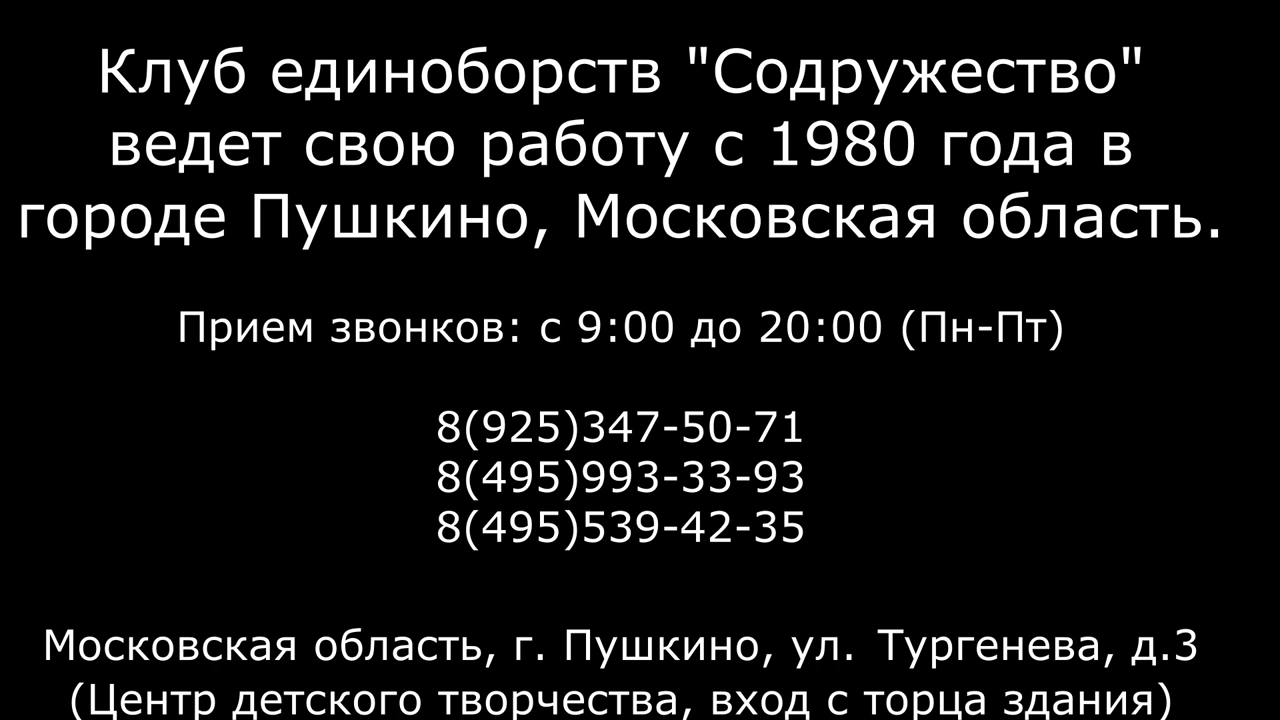 Клуб единоборств "Содружество"
ведет свою работу с 1980 года в
городе Пушкино, Московская область.
Прием звонков: с 9:00 до 20:00 (Пн-Пт)
8(925)347-50-71
8(495)993-33-93
8(495)539-42-35
Московская область, г. Пушкино, ул. Тургенева, д.3
(Центр детского творчества, вход с торца здания)